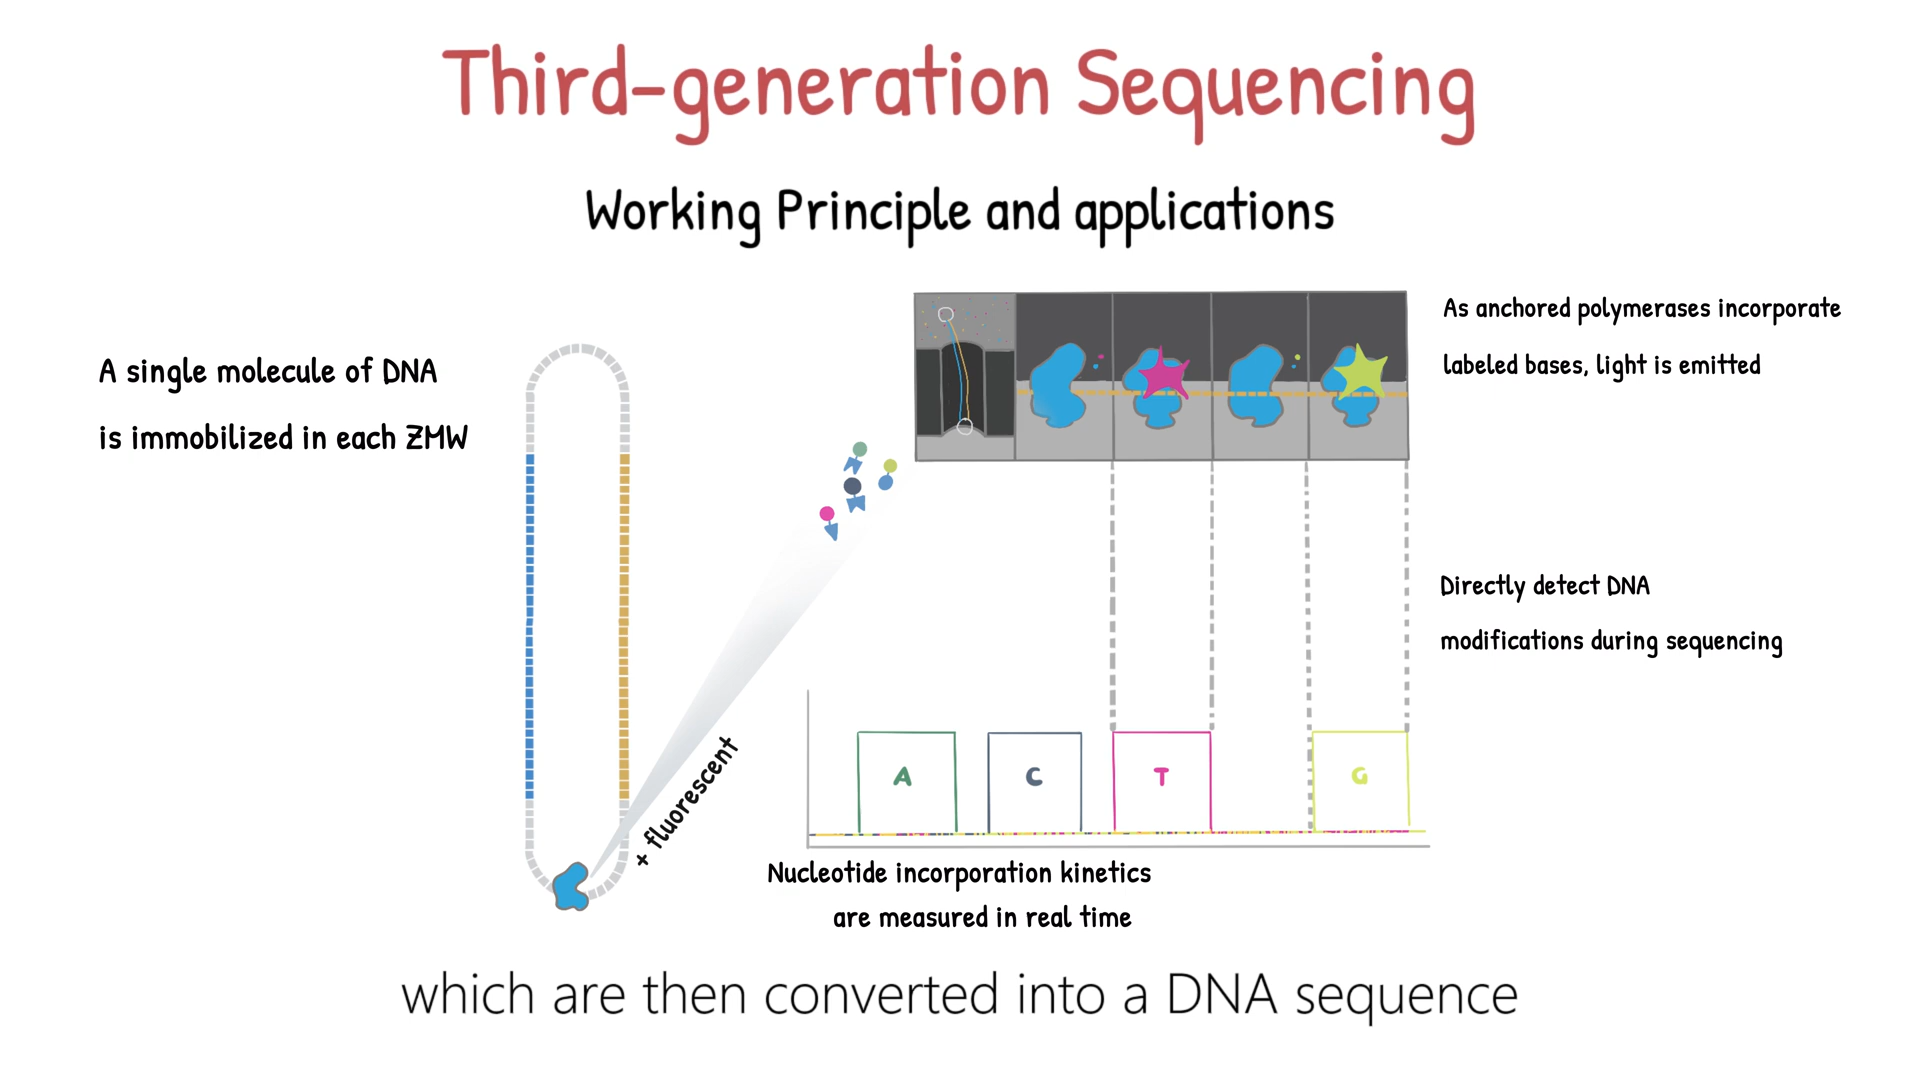 Third-generation Sequencing
Working Principle and applications
A single molecule of DNA
is immobilized in each ZMW
As anchored polymerases incorporate
labeled bases, light is emitted
Directly detect DNA
modifications during sequencing
+ fluorescent
A
C
T
G
Nucleotide incorporation kinetics
are measured in real time
which are then converted into a DNA sequence